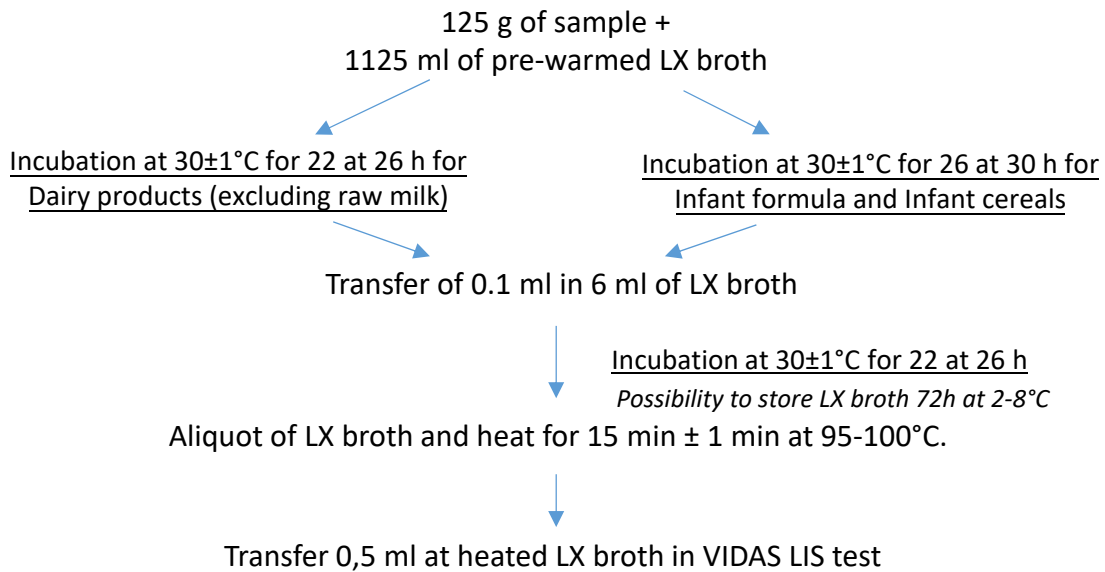 125 g of sample +
1125 ml of pre-warmed LX broth
Incubation at 30±1°C for 22 at 26 h for
Dairy products (excluding raw milk)
Incubation at 30±1°C for 26 at 30 h for
Infant formula and Infant cereals
Transfer of 0.1 ml in 6 ml of LX broth
Incubation at 30±1°C for 22 at 26 h
Possibility to store LX broth 72h at 2-8°C
Aliquot of LX broth and heat for 15 min ± 1 min at 95-100°C.
Transfer 0,5 ml at heated LX broth in VIDAS LIS test